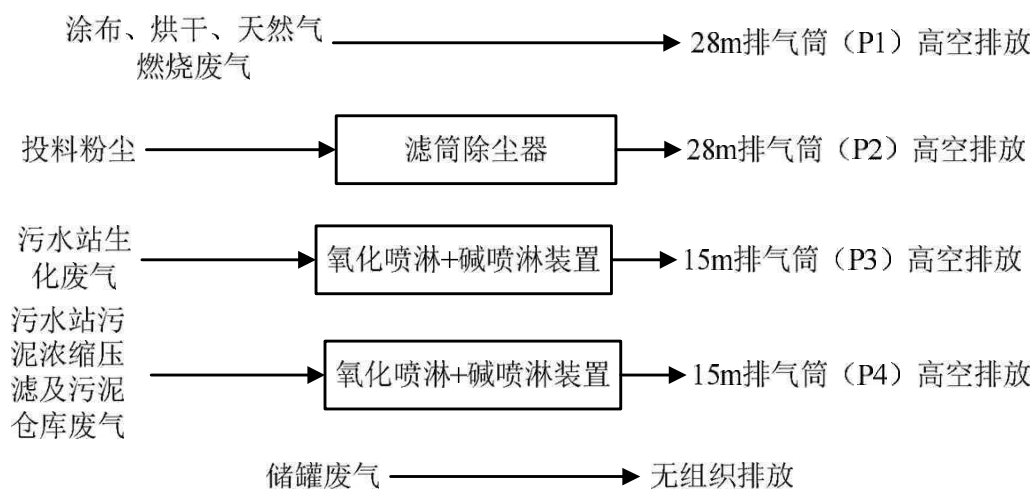 涂布、烘干、天然气
燃烧废气
28m排气筒（P1）高空排放
投料粉尘
滤筒除尘器
28m排气筒（P2）高空排放
污水站生
化废气
氧化喷淋+碱喷淋装置
15m排气筒（P3）高空排放
污水站污
泥浓缩压
滤及污泥
仓库废气
氧化喷淋+碱喷淋装置
15m排气筒（P4）高空排放
储罐废气
无组织排放